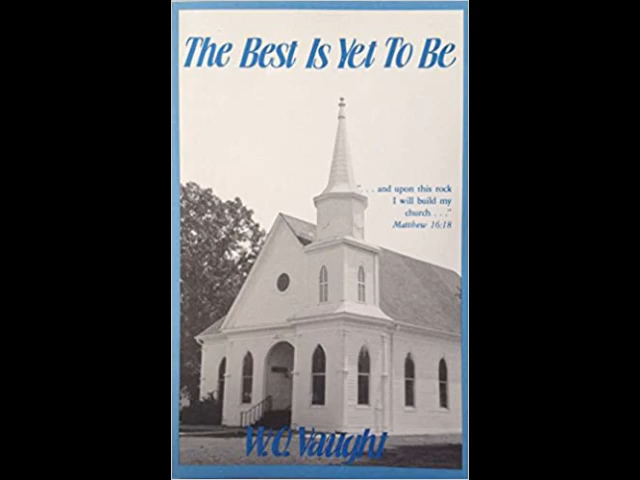 The Best Is Yet To Be
". . . and upon this rock
I will build my
church . . ."
Matthew 16:18
W.O. Vaught